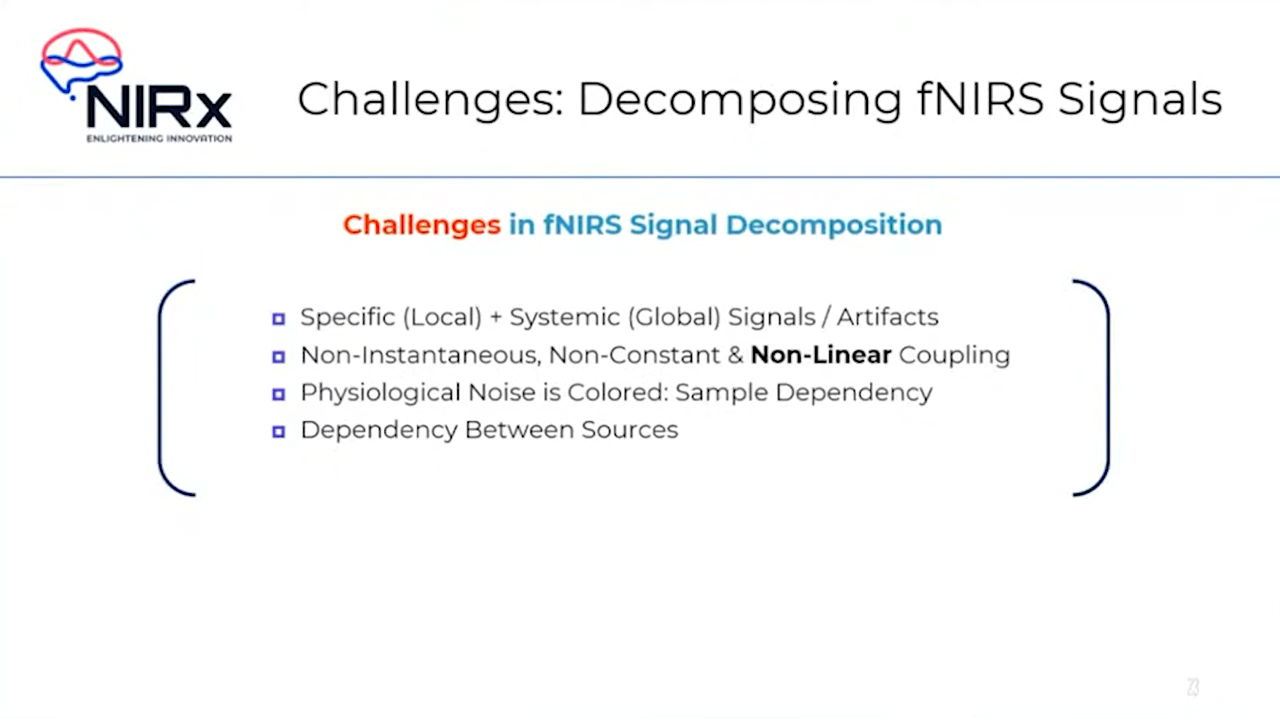 NIRx
ENLIGHTENING INNOVATION
Challenges: Decomposing fNIRS Signals
Challenges in fNIRS Signal Decomposition
Specific (Local) + Systemic (Global) Signals / Artifacts
Non-Instantaneous, Non-Constant & Non-Linear Coupling
Physiological Noise is Colored: Sample Dependency
Dependency Between Sources
73